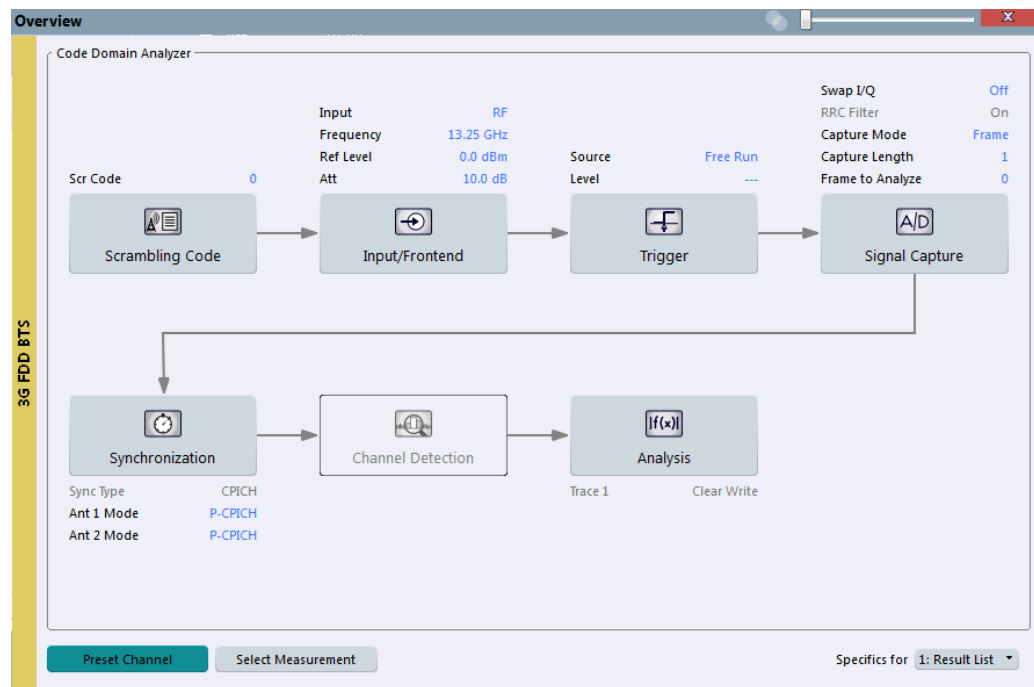 Overview
Code Domain Analyzer
Swap I/Q Off
Input RF RRC Filter On
Frequency 13.25 GHz Capture Mode Frame
Ref Level 0.0 dBm Source Free Run Capture Length 1
Scr Code 0 Att 10.0 dB Level --- Frame to Analyze 0
A/D
Scrambling Code Input/Frontend Trigger Signal Capture
3G FDD BTS
|f(x)|
Synchronization Channel Detection Analysis
Sync Type CPICH Trace 1 Clear Write
Ant 1 Mode P-CPICH
Ant 2 Mode P-CPICH
Preset Channel Select Measurement Specifics for 1: Result List